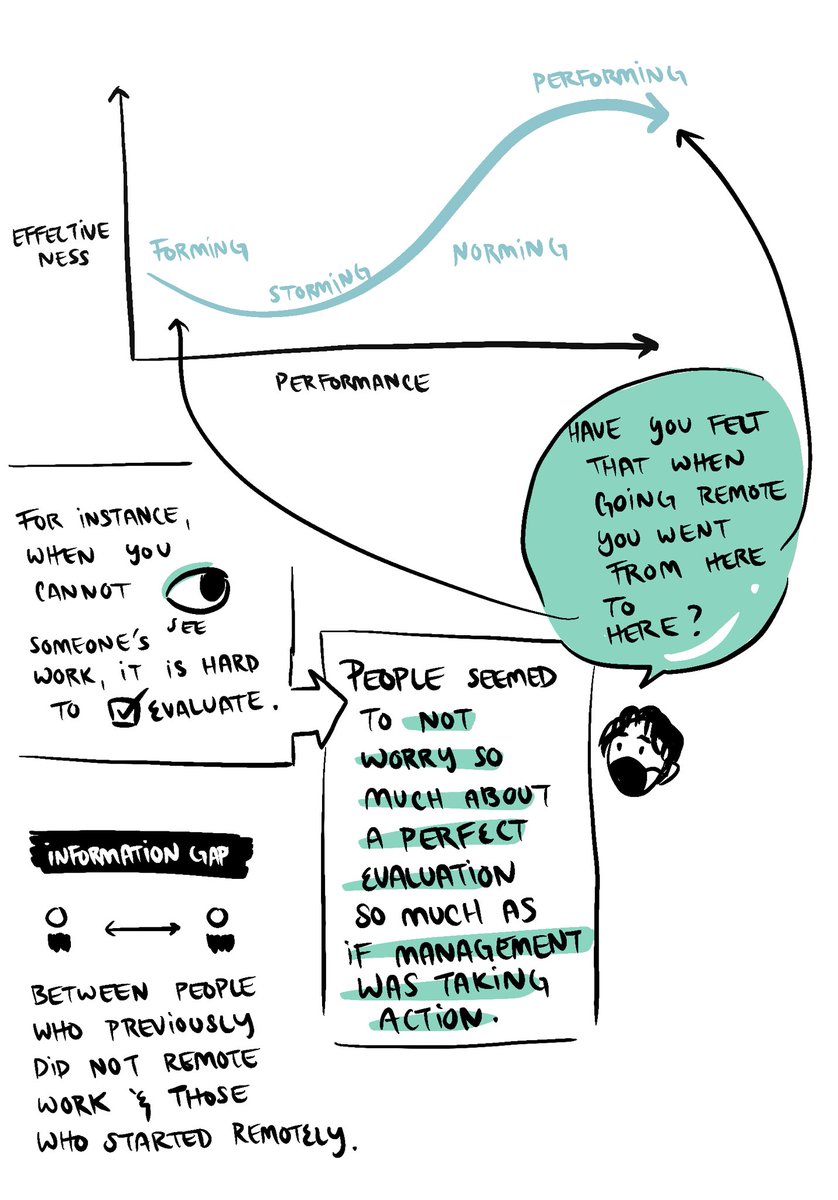 PERFORMING
EFFECTIVE
NESS
FORMING
STORMING
NORMING
PERFORMANCE
HAVE YOU FELT
THAT WHEN
GOING REMOTE
YOU WENT
FROM HERE
TO
HERE?
FOR INSTANCE,
WHEN YOU
CANNOT
SEE
SOMEONE'S
WORK, IT IS HARD
TO EVALUATE.
PEOPLE SEEMED
TO NOT
WORRY SO
MUCH ABOUT
A PERFECT
EVALUATION
SO MUCH AS
IF MANAGEMENT
WAS TAKING
ACTION.
INFORMATION GAP
BETWEEN PEOPLE
WHO PREVIOUSLY
DID NOT REMOTE
WORK & THOSE
WHO STARTED REMOTELY.